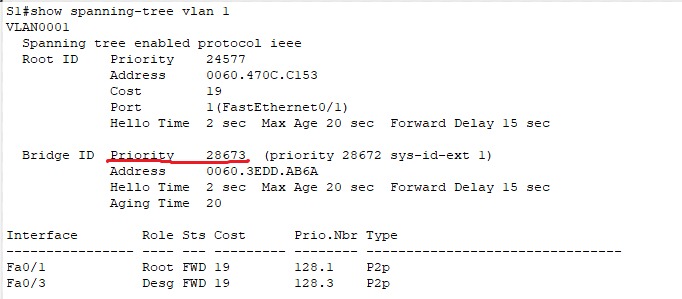 S1#show spanning-tree vlan 1
VLAN0001
  Spanning tree enabled protocol ieee
  Root ID    Priority    24577
             Address     0060.470C.C153
             Cost        19
             Port        1(FastEthernet0/1)
             Hello Time  2 sec  Max Age 20 sec  Forward Delay 15 sec

  Bridge ID  Priority    28673  (priority 28672 sys-id-ext 1)
             Address     0060.3EDD.AB6A
             Hello Time  2 sec  Max Age 20 sec  Forward Delay 15 sec
             Aging Time  20

Interface        Role Sts Cost      Prio.Nbr Type
---------------- ---- --- --------- -------- --------------------------------
Fa0/1            Root FWD 19        128.1    P2p
Fa0/3            Desg FWD 19        128.3    P2p